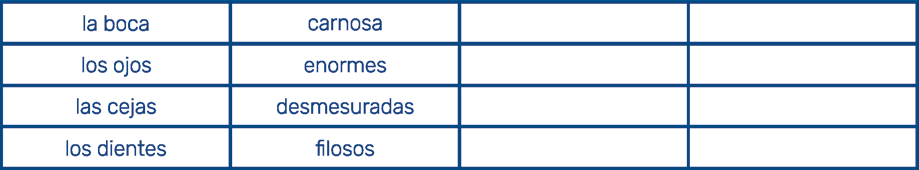 la boca carnosa
los ojos enormes
las cejas desmesuradas
los dientes filosos